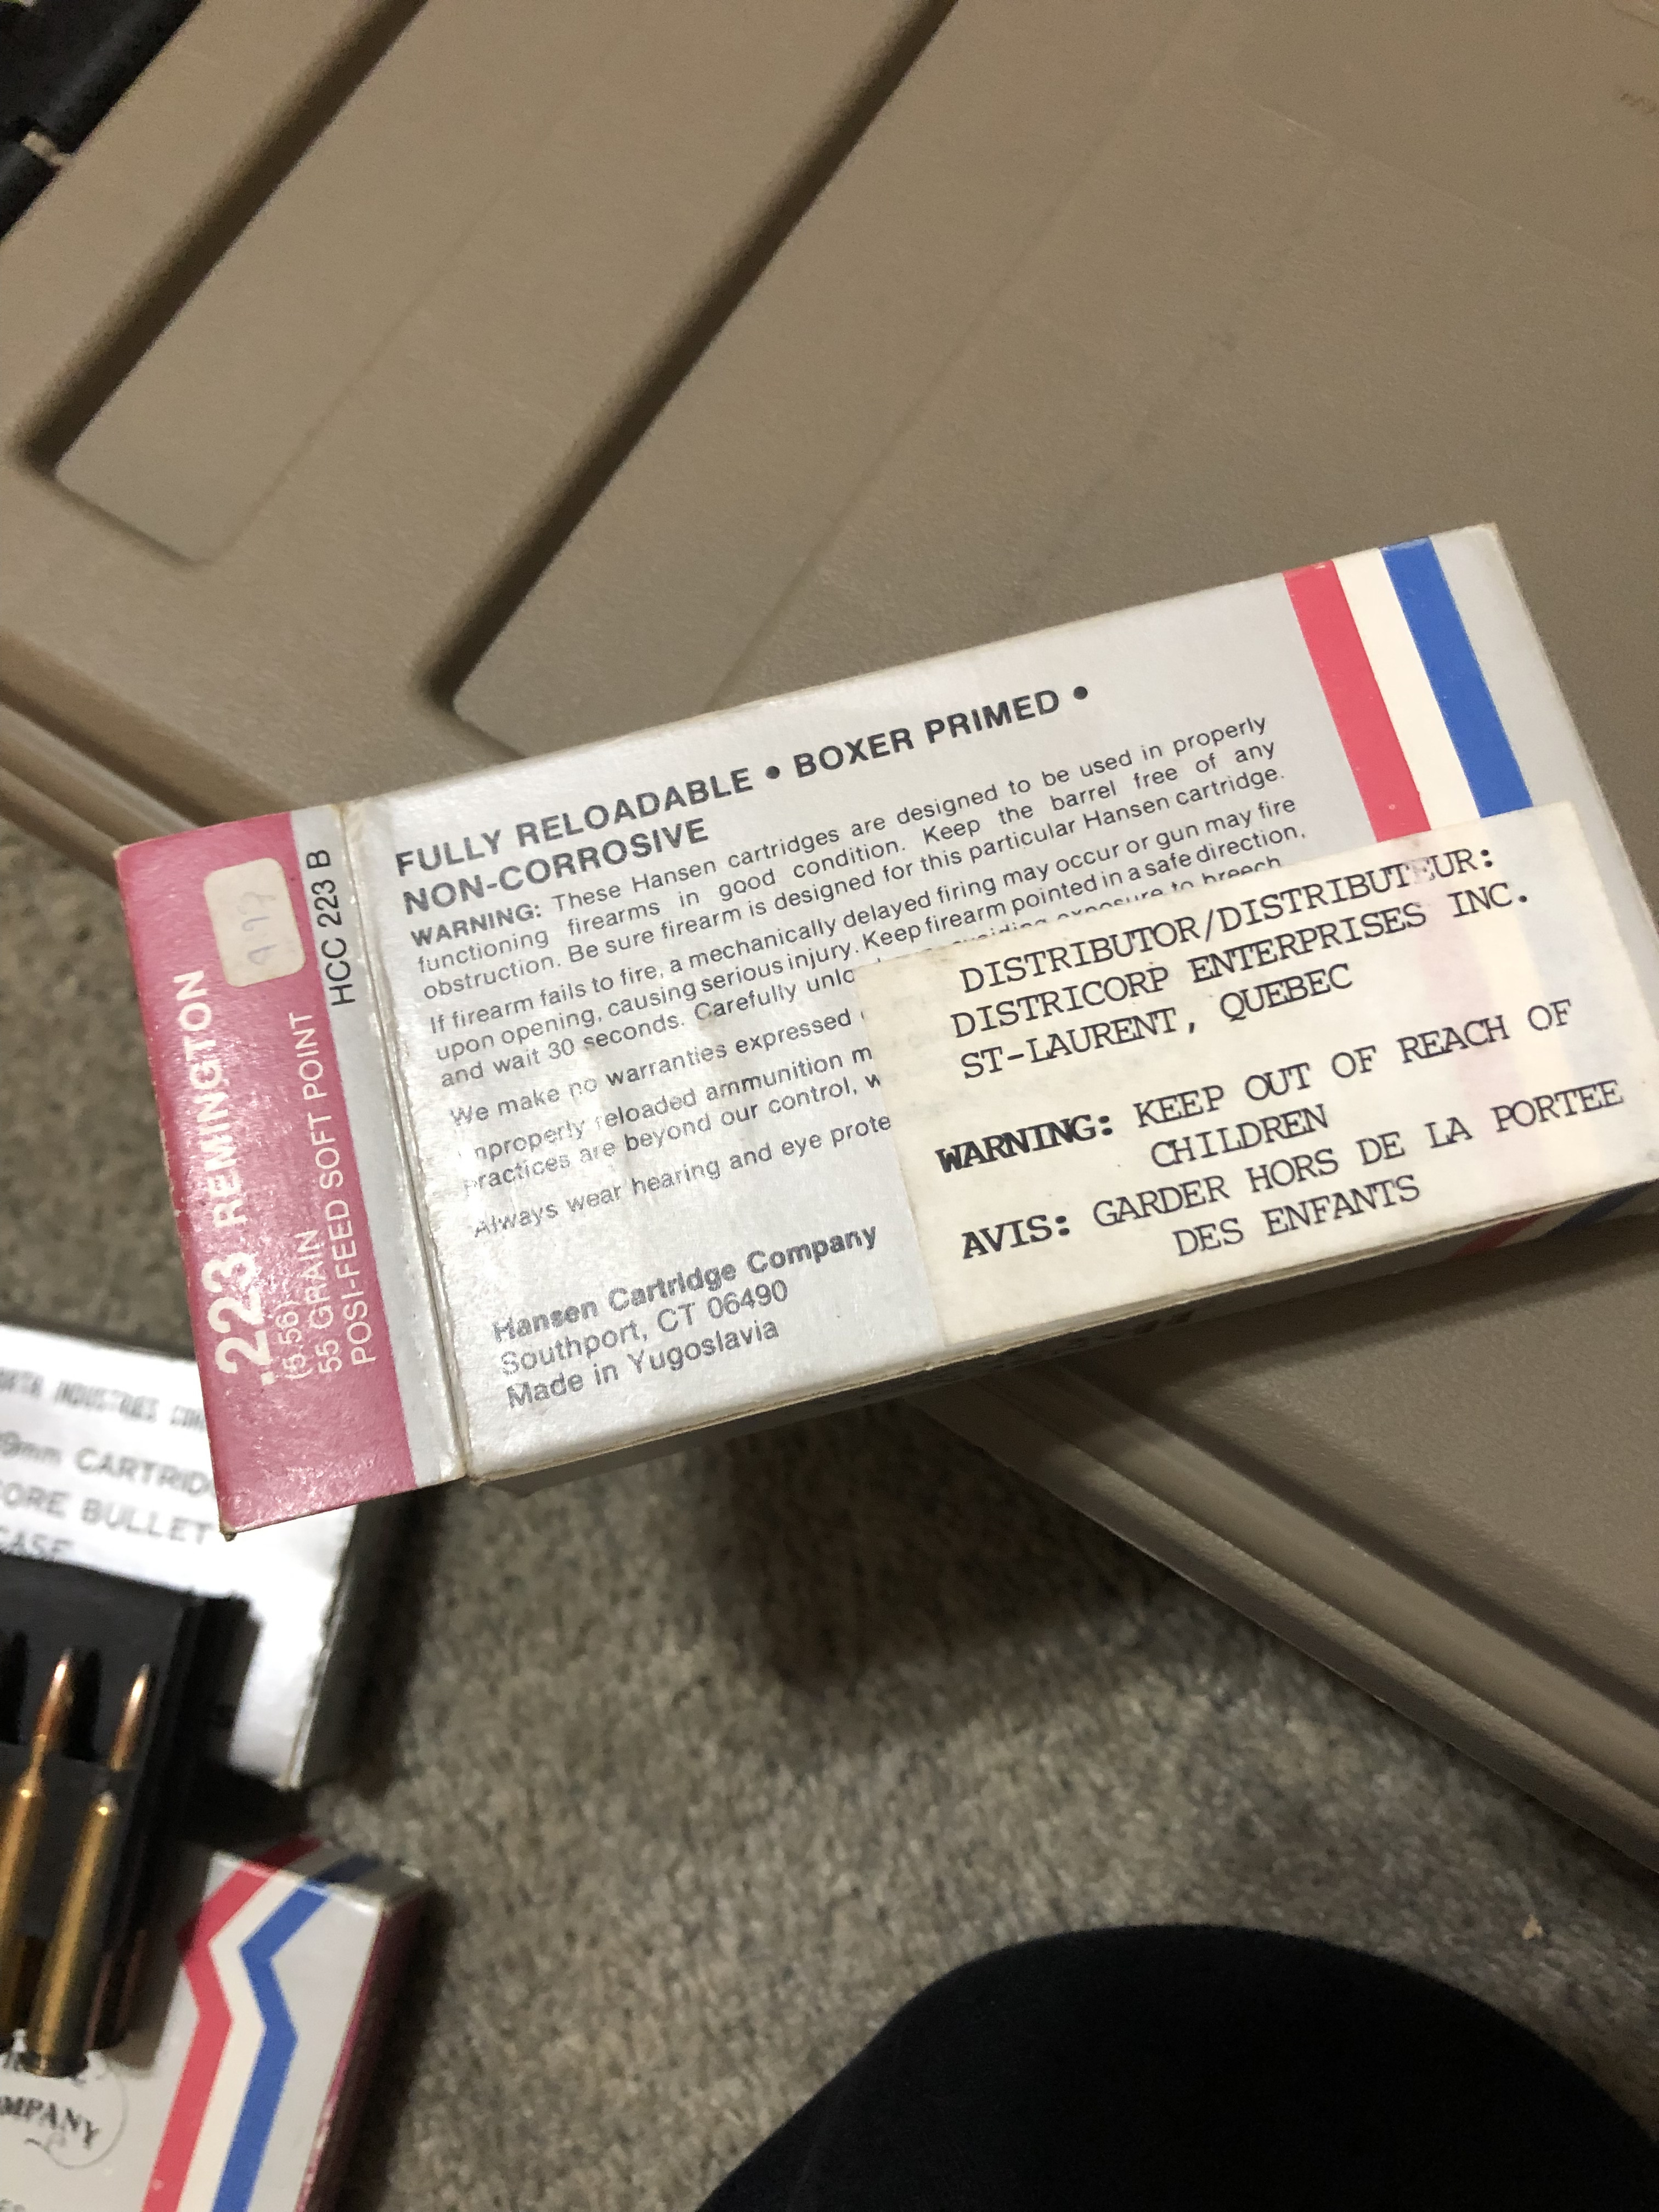 .223 REMINGTON
(5.56)
55 GRAIN
POSI-FEED SOFT POINT
HCC 223 B
FULLY RELOADABLE • BOXER PRIMED •
NON-CORROSIVE
WARNING: These Hansen cartridges are designed to be used in properly
functioning firearms in good condition. Keep the barrel free of any
obstruction. Be sure firearm is designed for this particular Hansen cartridge.
If firearm fails to fire, a mechanically delayed firing may occur or gun may fire
upon opening, causing serious injury. Keep firearm pointed in a safe direction,
and wait 30 seconds. Carefully exposure to breech
We make no warranties expressed
reloaded ammunition
practices are beyond our control,
Always wear hearing and eye
Hansen Cartridge Company
Southport, CT 06490
Made in Yugoslavia
DISTRIBUTOR/DISTRIBUTEUR:
DISTRICORP ENTERPRISES INC.
ST-LAURENT, QUEBEC
WARNING: KEEP OUT OF REACH OF
CHILDREN
AVIS: GARDER HORS DE LA PORTEE
DES ENFANTS
INDUSTRIES
9mm
BULLET